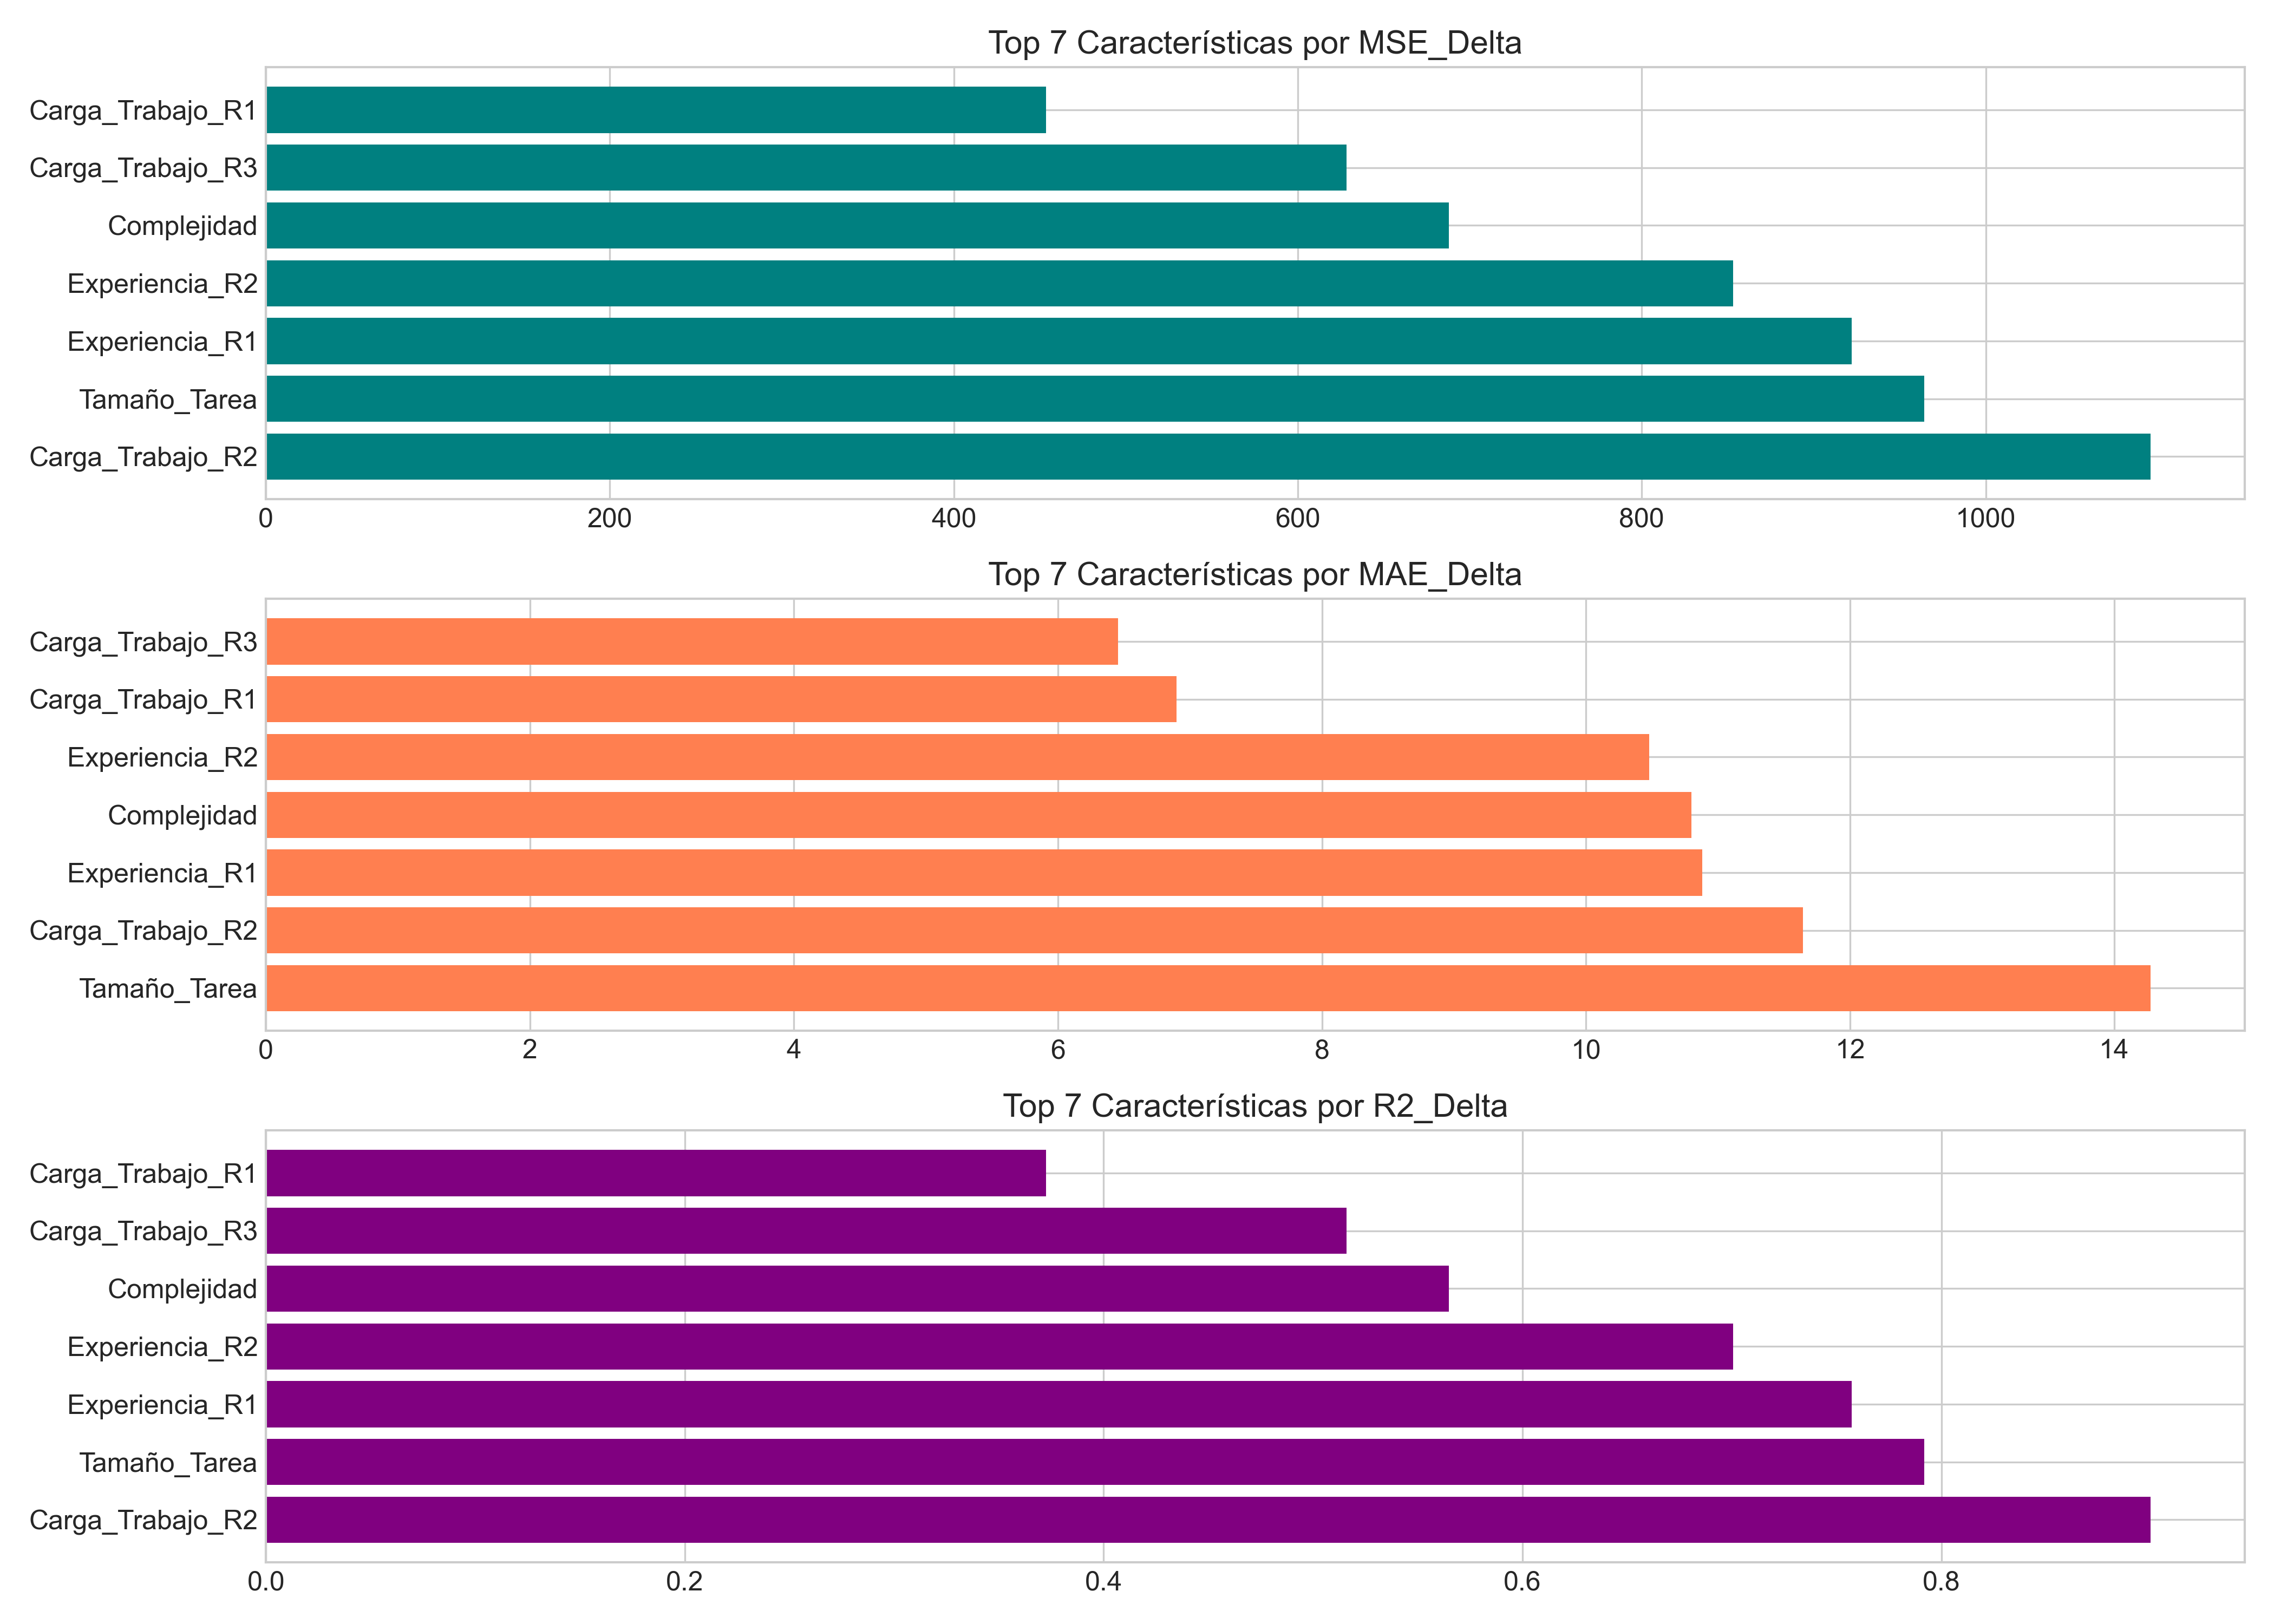 Top 7 Características por MSE_Delta
Carga_Trabajo_R1
Carga_Trabajo_R3
Complejidad
Experiencia_R2
Experiencia_R1
Tamaño_Tarea
Carga_Trabajo_R2
0 200 400 600 800 1000
Top 7 Características por MAE_Delta
Carga_Trabajo_R3
Carga_Trabajo_R1
Experiencia_R2
Complejidad
Experiencia_R1
Carga_Trabajo_R2
Tamaño_Tarea
0 2 4 6 8 10 12 14
Top 7 Características por R2_Delta
Carga_Trabajo_R1
Carga_Trabajo_R3
Complejidad
Experiencia_R2
Experiencia_R1
Tamaño_Tarea
Carga_Trabajo_R2
0.0 0.2 0.4 0.6 0.8